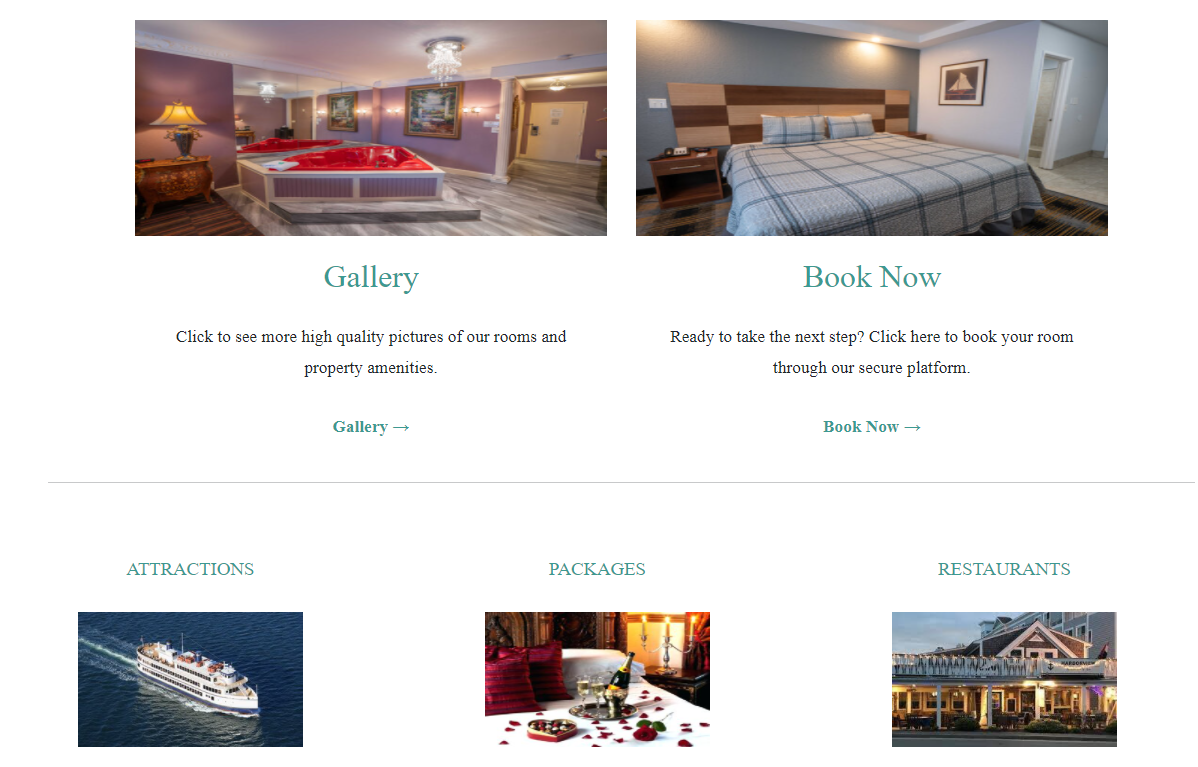 Gallery
Book Now
Click to see more high quality pictures of our rooms and
property amenities.
Ready to take the next step? Click here to book your room
through our secure platform.
Gallery →
Book Now →
ATTRACTIONS
PACKAGES
RESTAURANTS
HARBORVIEW